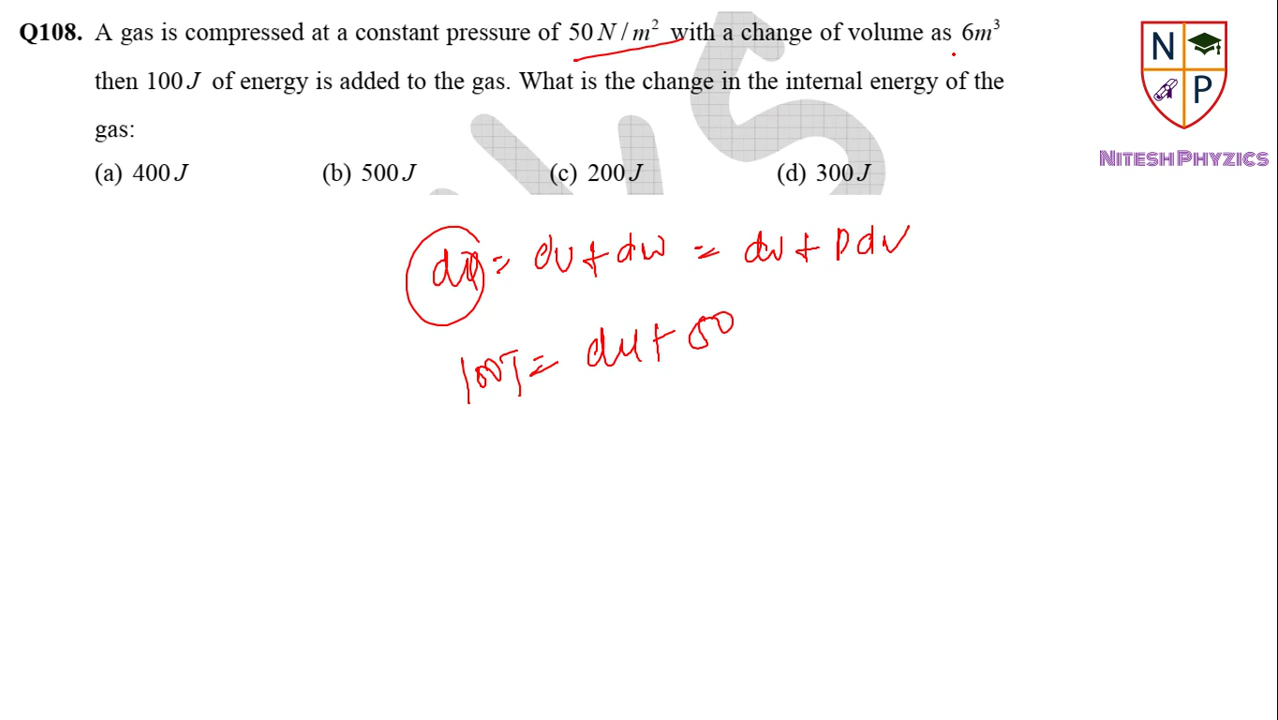 Q108. A gas is compressed at a constant pressure of 50 N / m² with a change of volume as 6m³
then 100 J of energy is added to the gas. What is the change in the internal energy of the
gas:
(a) 400 J (b) 500 J (c) 200 J (d) 300 J
N
P
NITESH PHYZICS
dQ = dU + dW = dU + P dV
100J = dU + 50